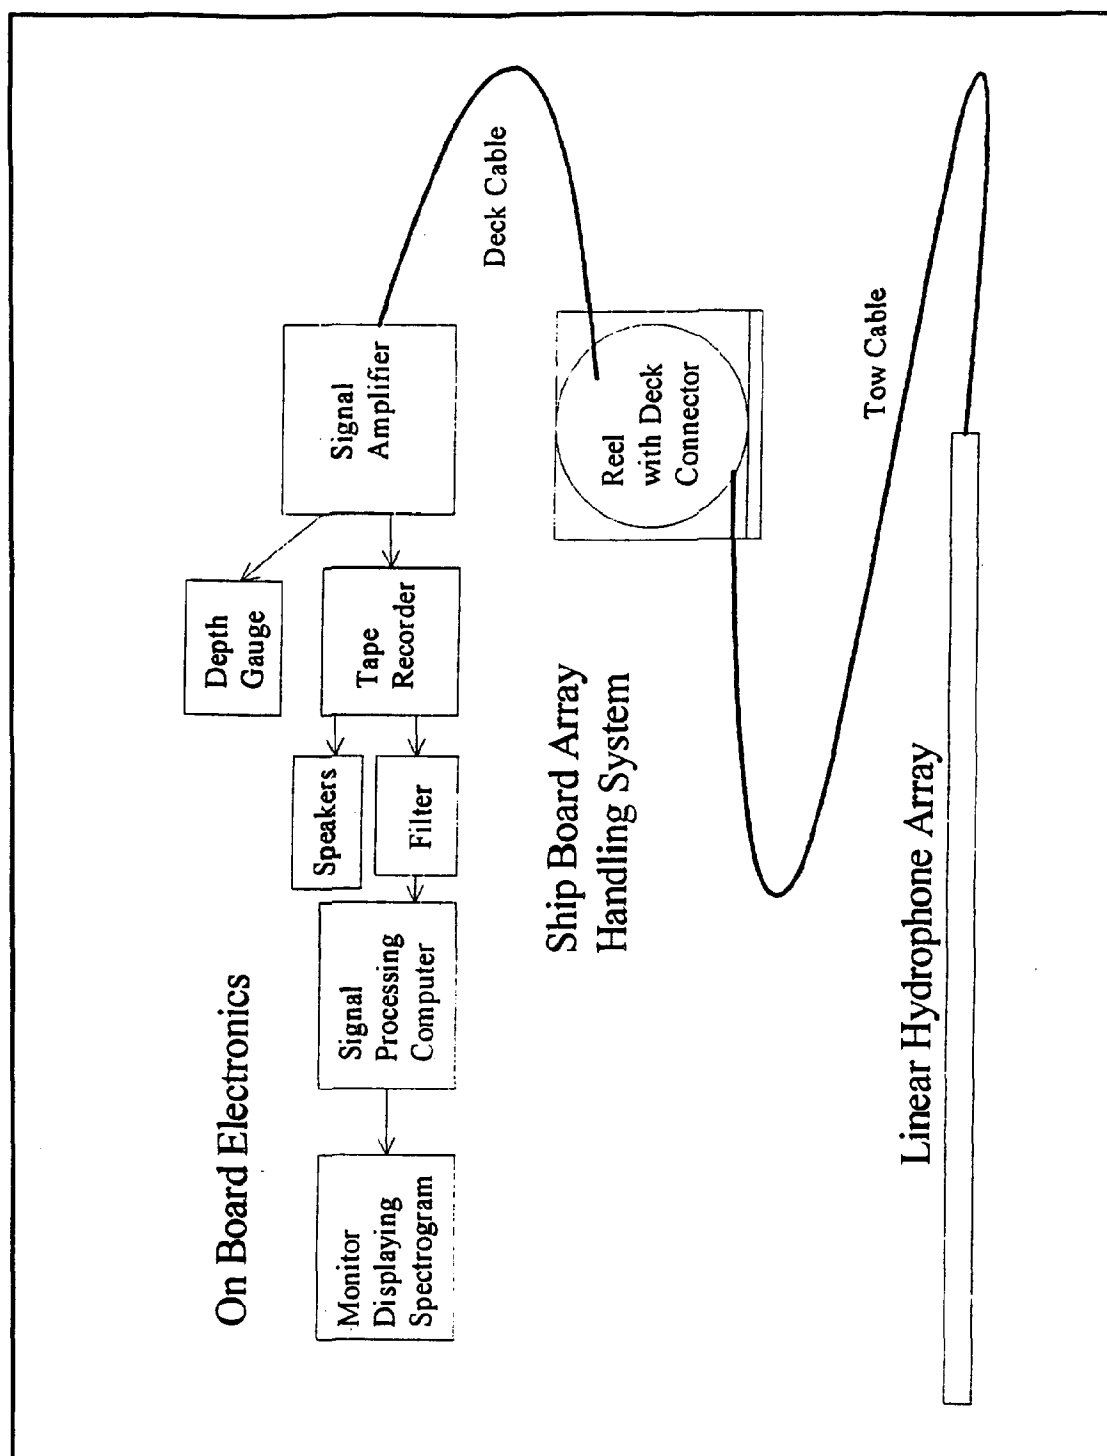 On Board Electronics
Monitor
Displaying
Spectrogram
Signal
Processing
Computer
Speakers
Filter
Depth
Gauge
Tape
Recorder
Signal
Amplifier
Deck Cable
Ship Board Array
Handling System
Reel
with Deck
Connector
Tow Cable
Linear Hydrophone Array